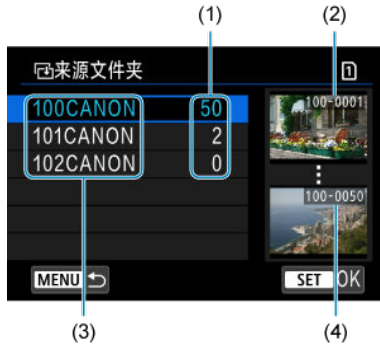 (1)
(2)
来源文件夹
1
100CANON 50
101CANON 2
102CANON 0
100-0001
100-0050
MENU
SET OK
(3)
(4)